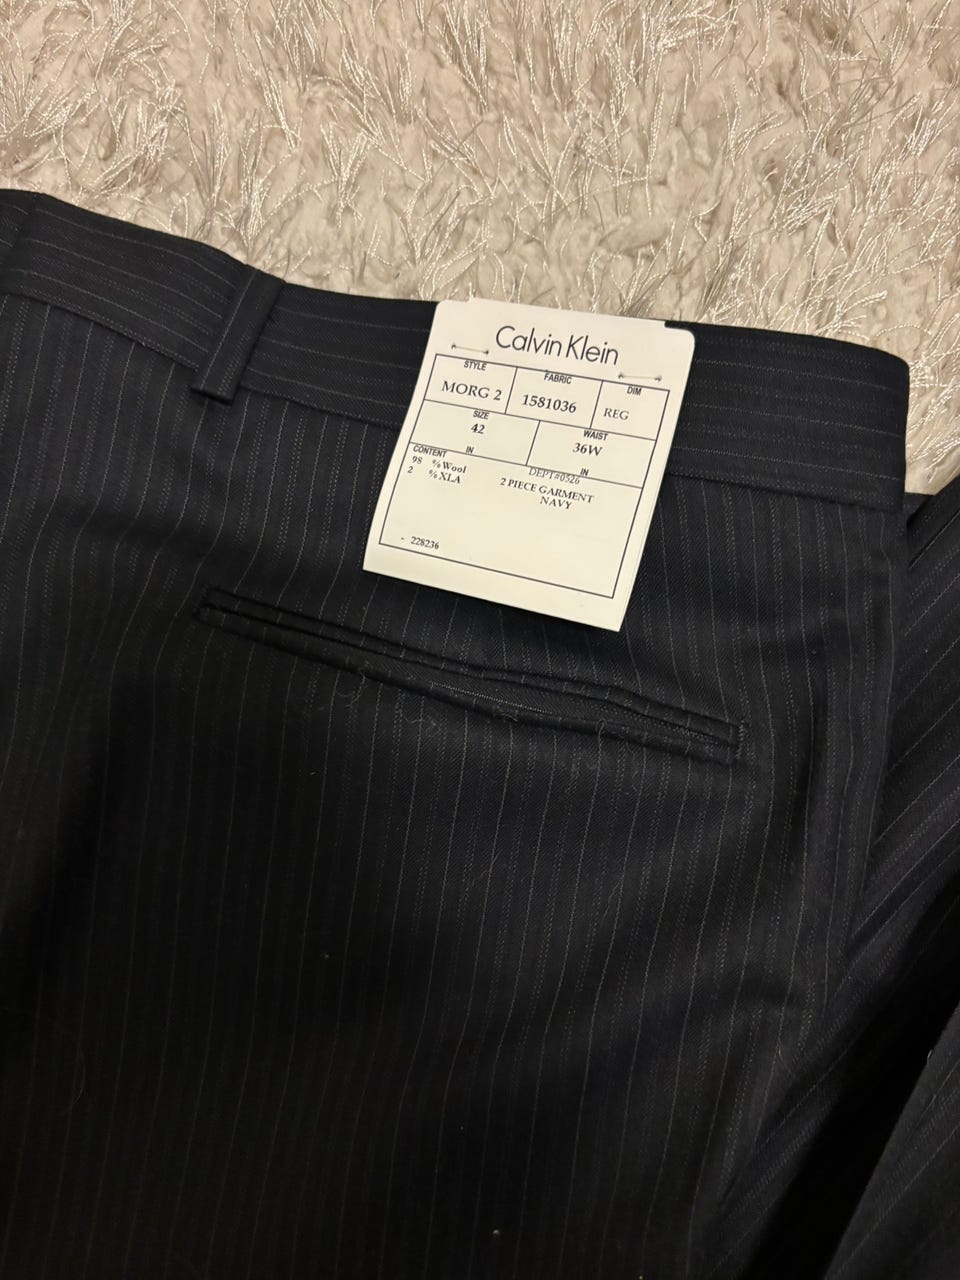 Calvin Klein
STYLE FABRIC DIM
MORG 2 1581036 REG
SIZE WAIST
42 36W
IN IN
CONTENT DEPT#0526
98 %Wool 2 PIECE GARMENT
2 %XLA NAVY
- 228236